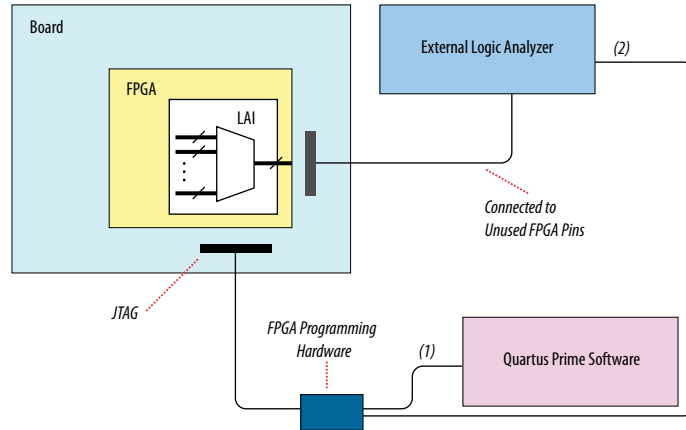 Board
External Logic Analyzer
(2)
FPGA
LAI
Connected to
Unused FPGA Pins
JTAG
FPGA Programming
Hardware
(1)
Quartus Prime Software